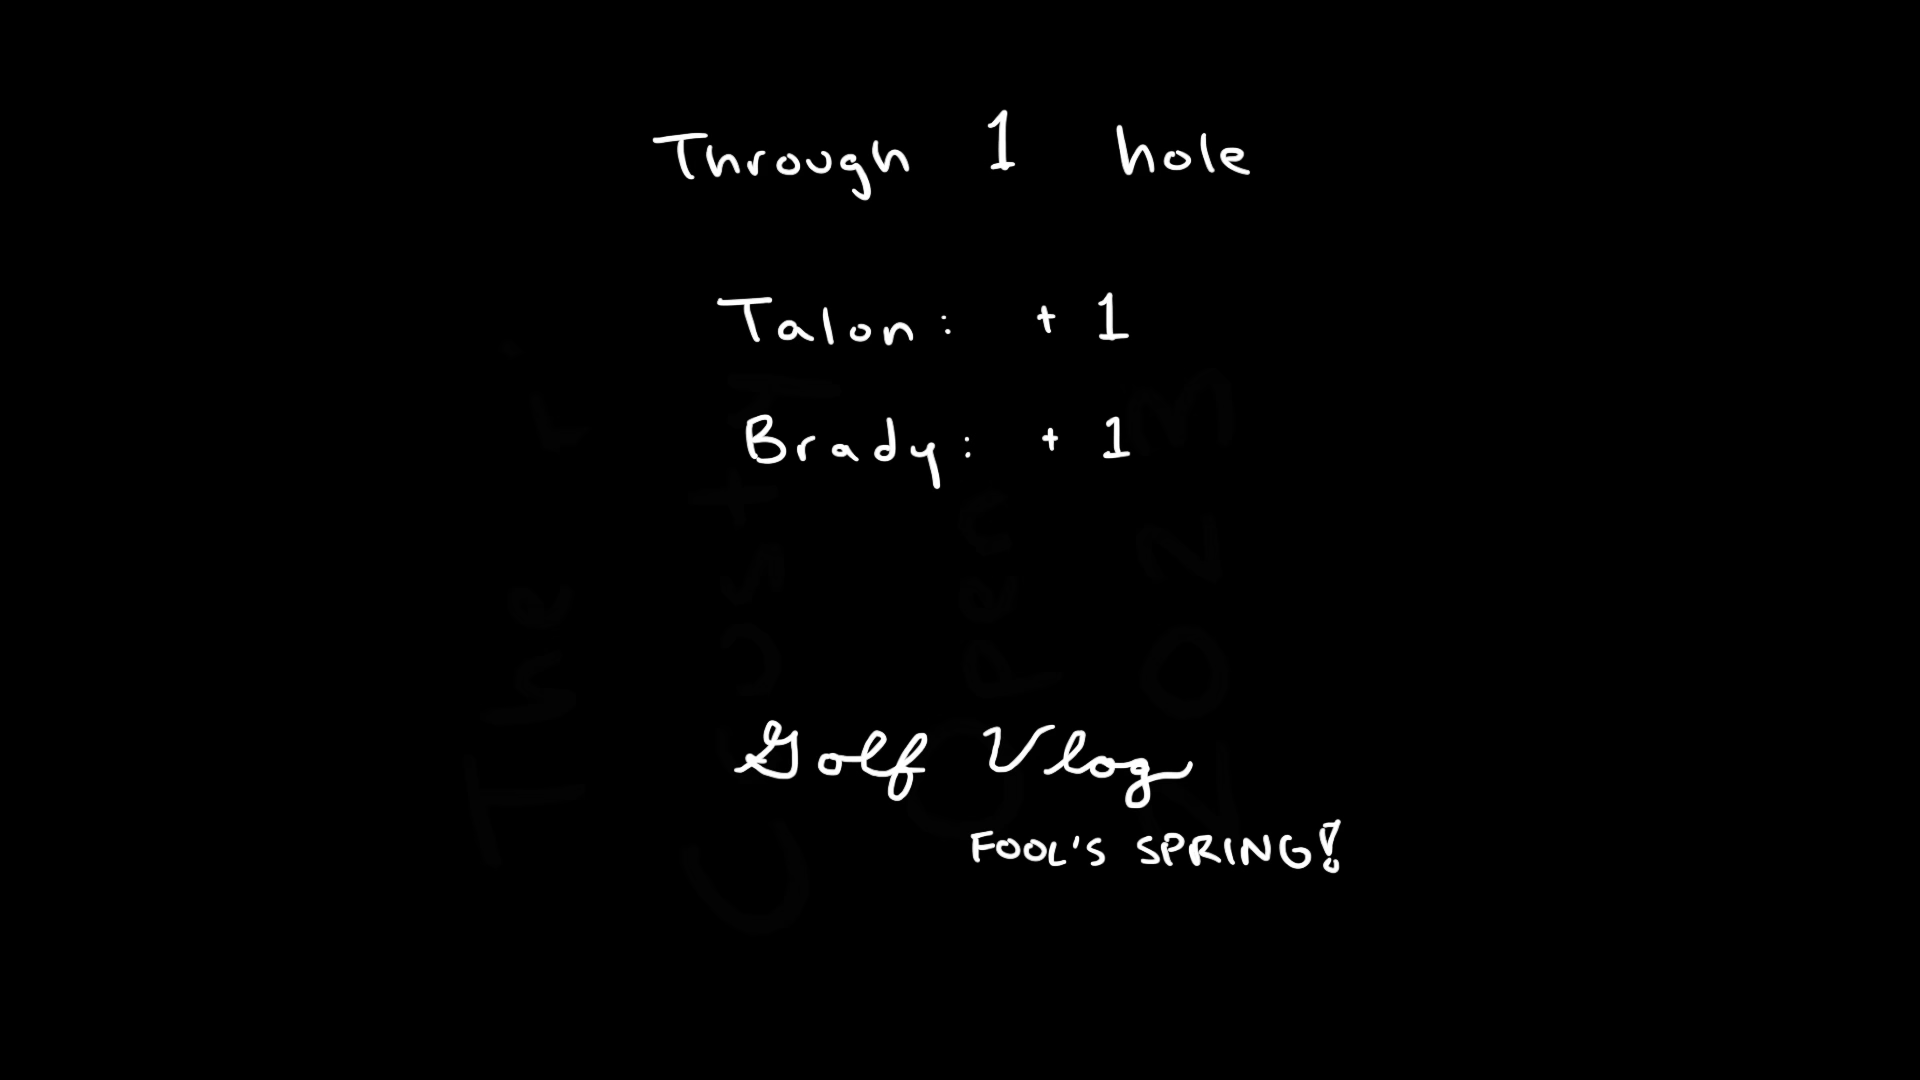 Through 1 hole
Talon: + 1
Brady: + 1
Golf Vlog
FOOL'S SPRING!